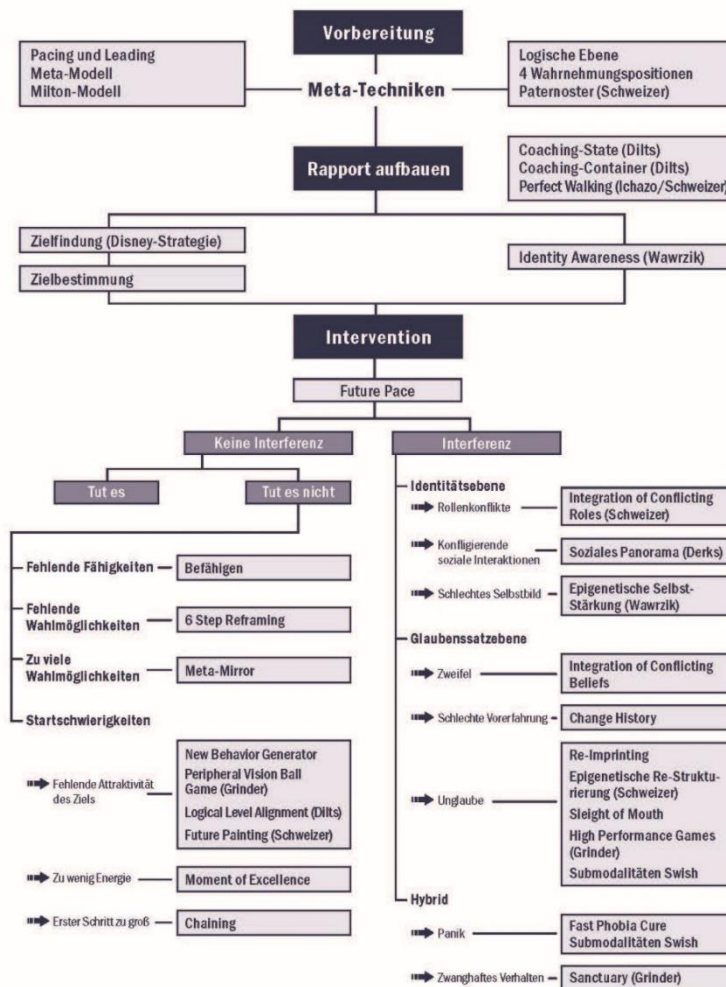 Vorbereitung
Pacing und Leading
Meta-Modell
Milton-Modell
Meta-Techniken
Logische Ebene
4 Wahrnehmungspositionen
Paternoster (Schweizer)
Rapport aufbauen
Coaching-State (Dilts)
Coaching-Container (Dilts)
Perfect Walking (Ichazo/Schweizer)
Zielfindung (Disney-Strategie)
Zielbestimmung
Identity Awareness (Wawrzik)
Intervention
Future Pace
Keine Interferenz
Interferenz
Tut es
Tut es nicht
Fehlende Fähigkeiten
Befähigen
Fehlende
Wahlmöglichkeiten
6 Step Reframing
Zu viele
Wahlmöglichkeiten
Meta-Mirror
Startschwierigkeiten
Fehlende Attraktivität
des Ziels
New Behavior Generator
Peripheral Vision Ball
Game (Grinder)
Logical Level Alignment (Dilts)
Future Painting (Schweizer)
Zu wenig Energie
Moment of Excellence
Erster Schritt zu groß
Chaining
Identitätsebene
Rollenkonflikte
Integration of Conflicting
Roles (Schweizer)
Konfligierende
soziale Interaktionen
Soziales Panorama (Derks)
Schlechtes Selbstbild
Epigenetische Selbst-
Stärkung (Wawrzik)
Glaubenssatzebene
Zweifel
Integration of Conflicting
Beliefs
Schlechte Vorerfahrung
Change History
Unglaube
Re-Imprinting
Epigenetische Re-Struktu-
rierung (Schweizer)
Sleight of Mouth
High Performance Games
(Grinder)
Submodalitäten Swish
Hybrid
Panik
Fast Phobia Cure
Submodalitäten Swish
Zwanghaftes Verhalten
Sanctuary (Grinder)